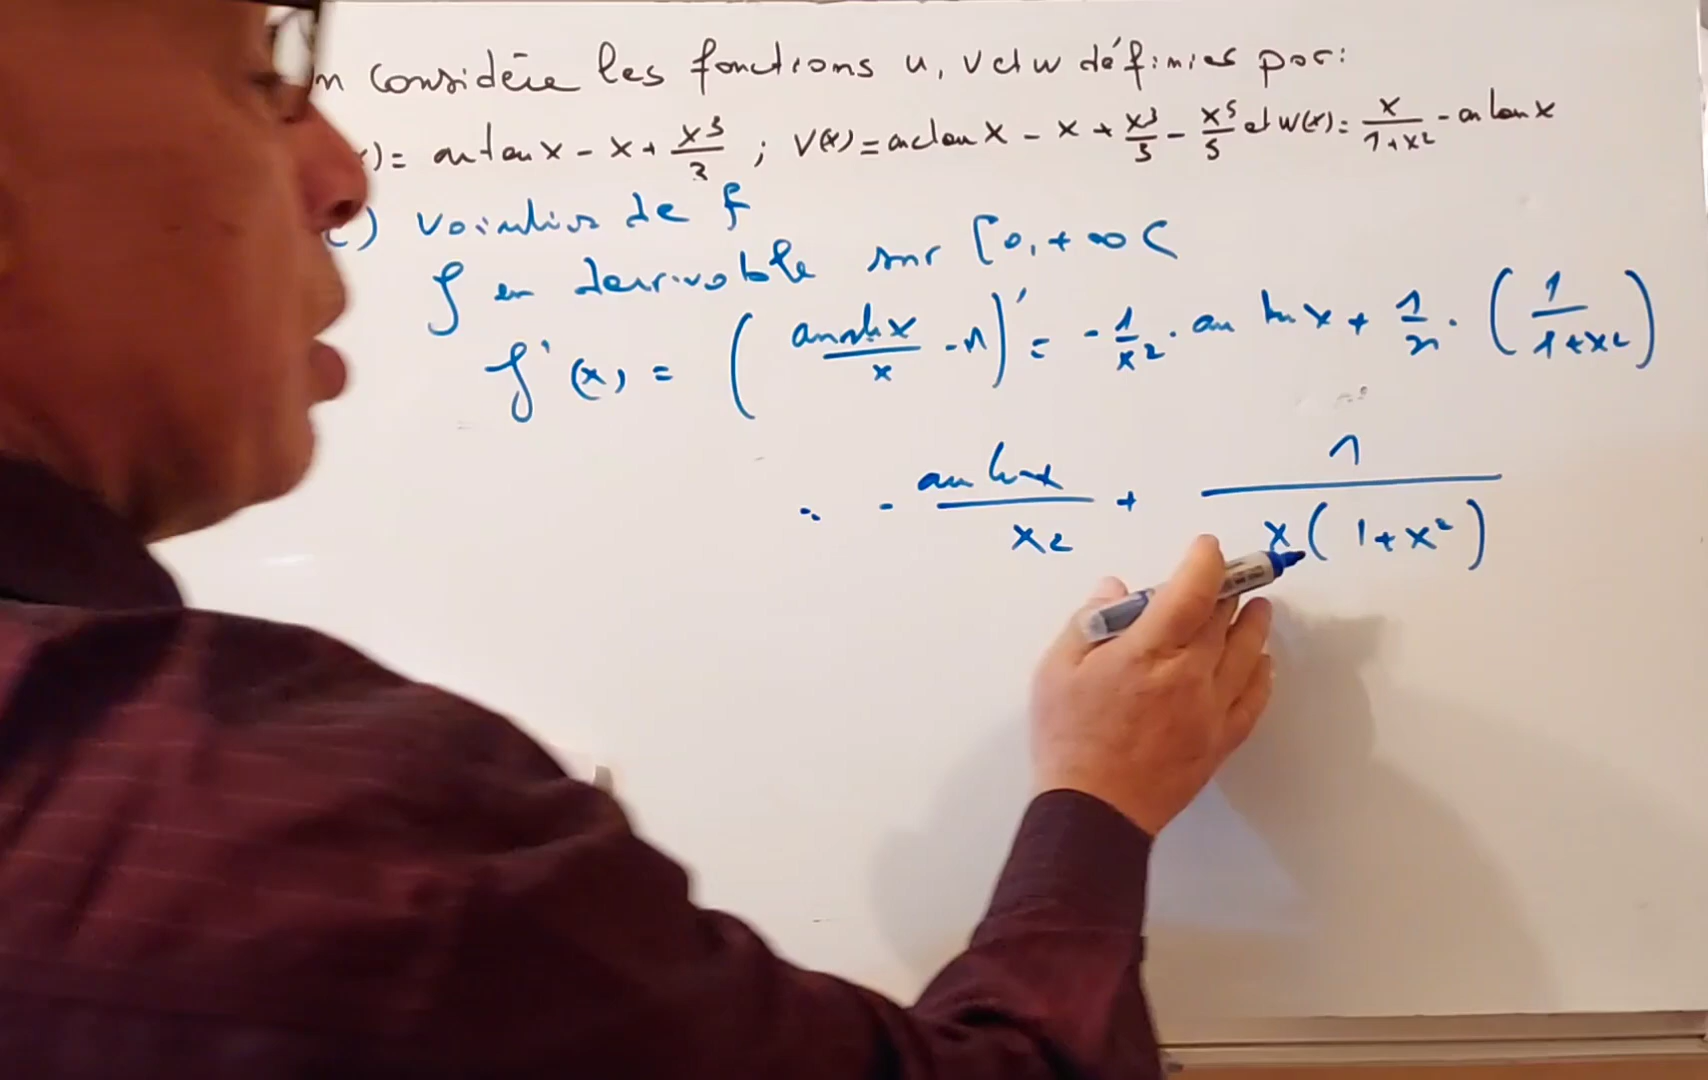 n considère les fonctions u, v et w définies par:
x) = arctan x - x + x³/3 ; V(x) = arctan x - x + x³/3 - x⁵/5 et w(x) = x/(1+x²) - arctan x
c) variation de f
f est derivable sur [0, +∞[
f'(x) = (arctan x/x - 1)' = -1/x² · arctan x + 1/x · (1/(1+x²))
= - arctan x/x² + 1/(x(1+x²))